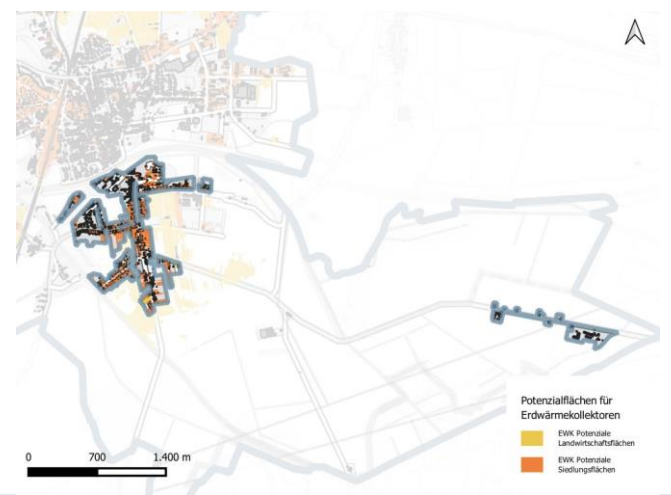 Potenzialflächen für
Erdwärmekollektoren
EWK Potenziale
Landwirtschaftsflächen
EWK Potenziale
Siedlungsflächen
0 700 1.400 m